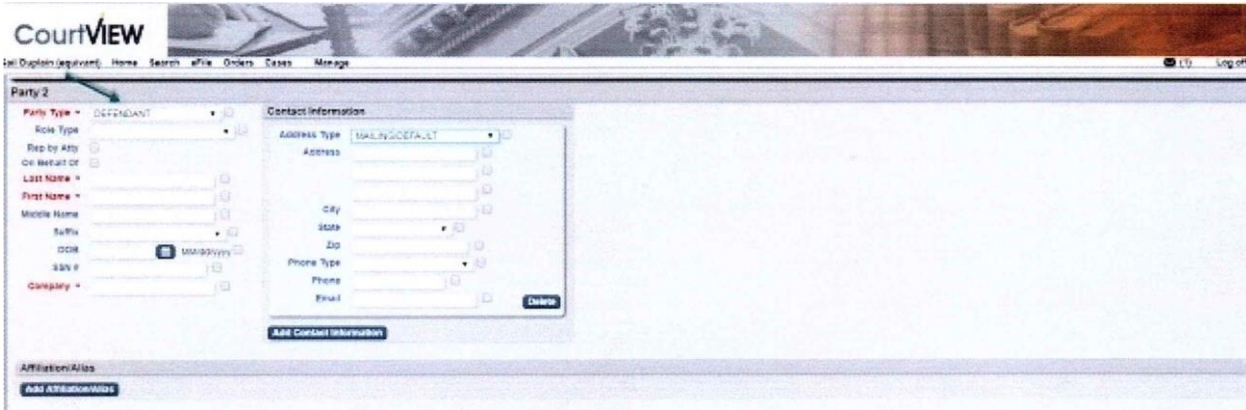 CourtVIEW
Gail Duplain (equivant) Home Search eFile Orders Cases Manage
(1) Log off
Party 2
Party Type * DEFENDANT
Role Type
Rep by Atty
On Behalf Of
Last Name *
First Name *
Middle Name
Suffix
DOB MM/dd/yyyy
SSN #
Company *
Contact Information
Address Type MAILING/DEFAULT
Address
City
State
Zip
Phone Type
Phone
Email Delete
Add Contact Information
Affiliation/Alias
Add Affiliation/Alias